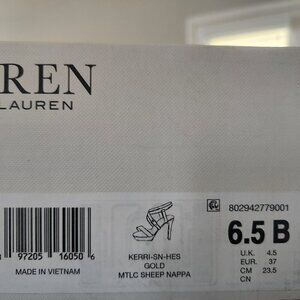 REN
LAUREN
802942779001
6.5 B
U.K. 4.5
EUR. 37
CM 23.5
CN
97205 16050 6
MADE IN VIETNAM
KERRI-SN-HES
GOLD
MTLC SHEEP NAPPA